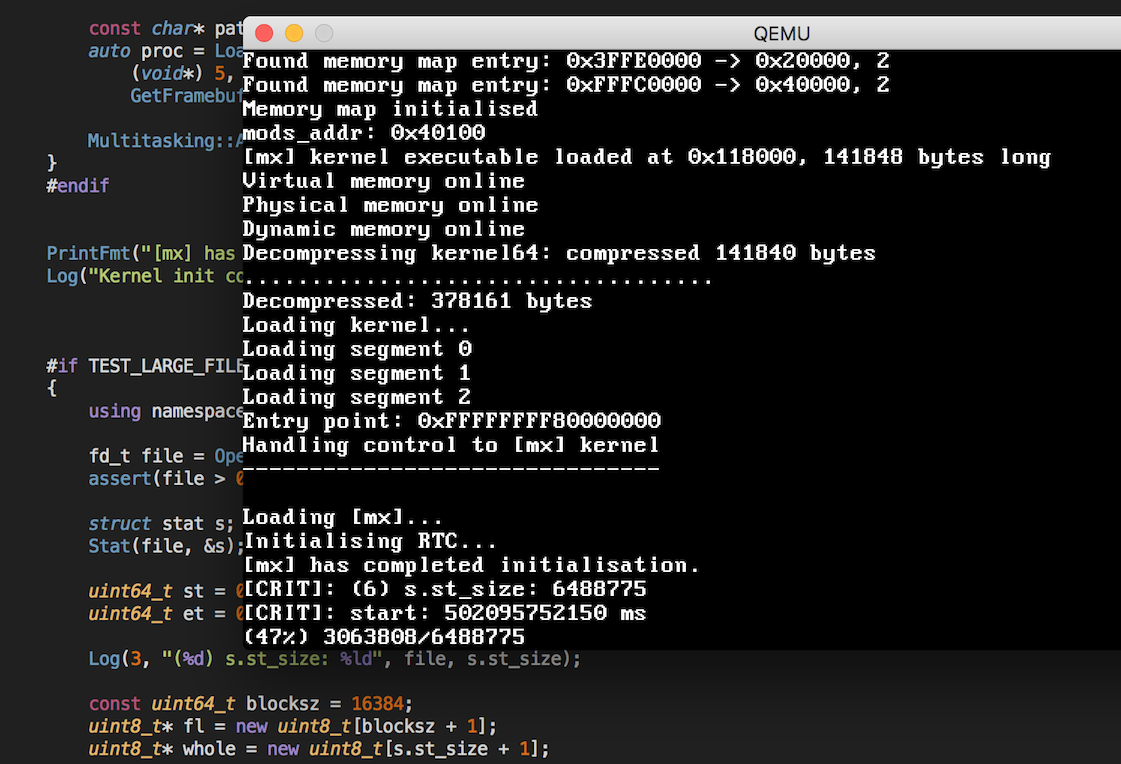 const char* pat
auto proc = Loa
(void*) 5,
GetFramebuf
Multitasking::A
}
#endif
PrintFmt("[mx] has
Log("Kernel init co
#if TEST_LARGE_FILE
{
using namespace
fd_t file = Ope
assert(file > 0
struct stat s;
Stat(file, &s);
uint64_t st = 0
uint64_t et = 0
Log(3, "(%d) s.st_size: %ld", file, s.st_size);
const uint64_t blocksz = 16384;
uint8_t* fl = new uint8_t[blocksz + 1];
uint8_t* whole = new uint8_t[s.st_size + 1];
QEMU
Found memory map entry: 0x3FFE0000 -> 0x20000, 2
Found memory map entry: 0xFFFC0000 -> 0x40000, 2
Memory map initialised
mods_addr: 0x40100
[mx] kernel executable loaded at 0x118000, 141848 bytes long
Virtual memory online
Physical memory online
Dynamic memory online
Decompressing kernel64: compressed 141840 bytes
...................................
Decompressed: 378161 bytes
Loading kernel...
Loading segment 0
Loading segment 1
Loading segment 2
Entry point: 0xFFFFFFFF80000000
Handling control to [mx] kernel
-------------------------------
Loading [mx]...
Initialising RTC...
[mx] has completed initialisation.
[CRIT]: (6) s.st_size: 6488775
[CRIT]: start: 502095752150 ms
(47%) 3063808/6488775